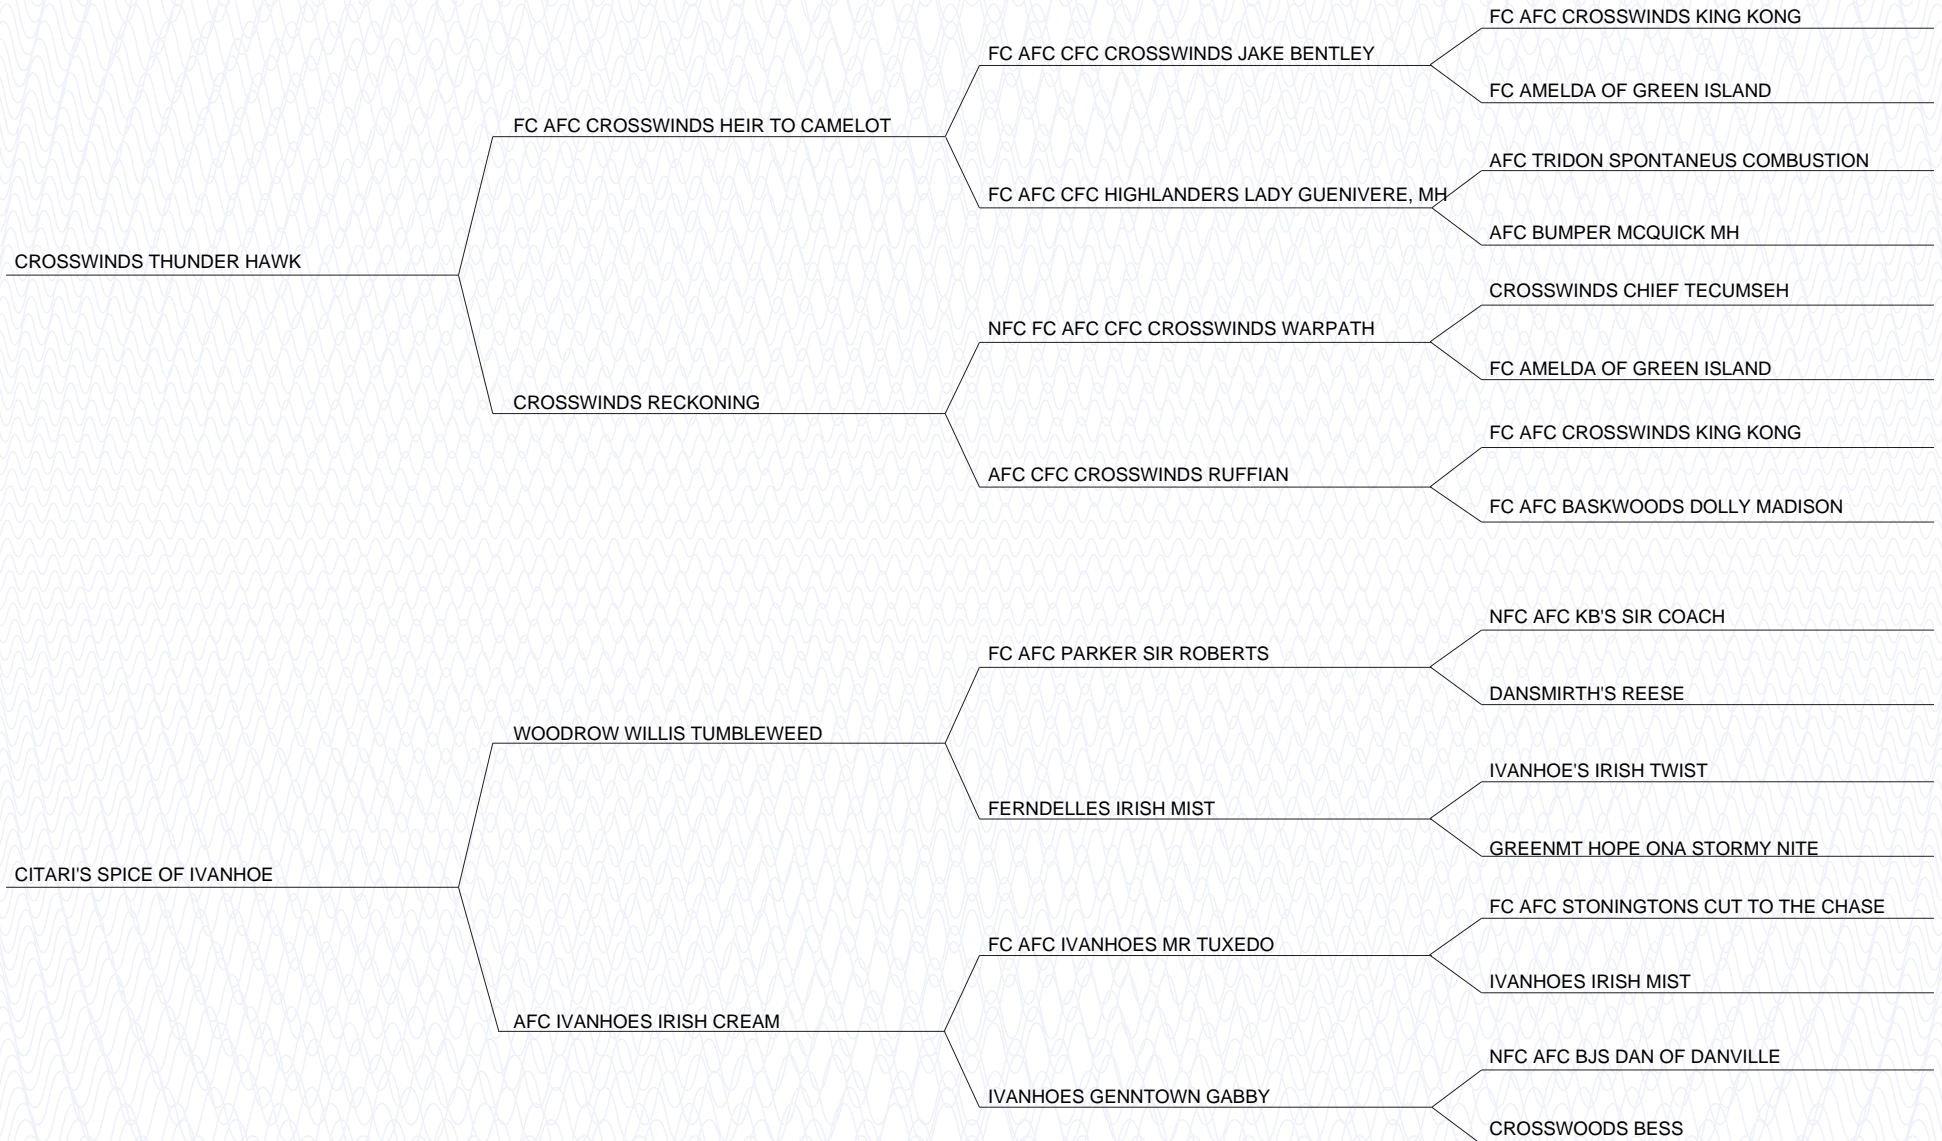 FC AFC CROSSWINDS KING KONG
FC AFC CFC CROSSWINDS JAKE BENTLEY
FC AMELDA OF GREEN ISLAND
FC AFC CROSSWINDS HEIR TO CAMELOT
AFC TRIDON SPONTANEUS COMBUSTION
FC AFC CFC HIGHLANDERS LADY GUENIVERE, MH
AFC BUMPER MCQUICK MH
CROSSWINDS THUNDER HAWK
CROSSWINDS CHIEF TECUMSEH
NFC FC AFC CFC CROSSWINDS WARPATH
FC AMELDA OF GREEN ISLAND
CROSSWINDS RECKONING
FC AFC CROSSWINDS KING KONG
AFC CFC CROSSWINDS RUFFIAN
FC AFC BASKWOODS DOLLY MADISON
NFC AFC KB'S SIR COACH
FC AFC PARKER SIR ROBERTS
DANSMIRTH'S REESE
WOODROW WILLIS TUMBLEWEED
IVANHOE'S IRISH TWIST
FERNDELLES IRISH MIST
GREENMT HOPE ONA STORMY NITE
CITARI'S SPICE OF IVANHOE
FC AFC STONINGTONS CUT TO THE CHASE
FC AFC IVANHOES MR TUXEDO
IVANHOES IRISH MIST
AFC IVANHOES IRISH CREAM
NFC AFC BJS DAN OF DANVILLE
IVANHOES GENNTOWN GABBY
CROSSWOODS BESS